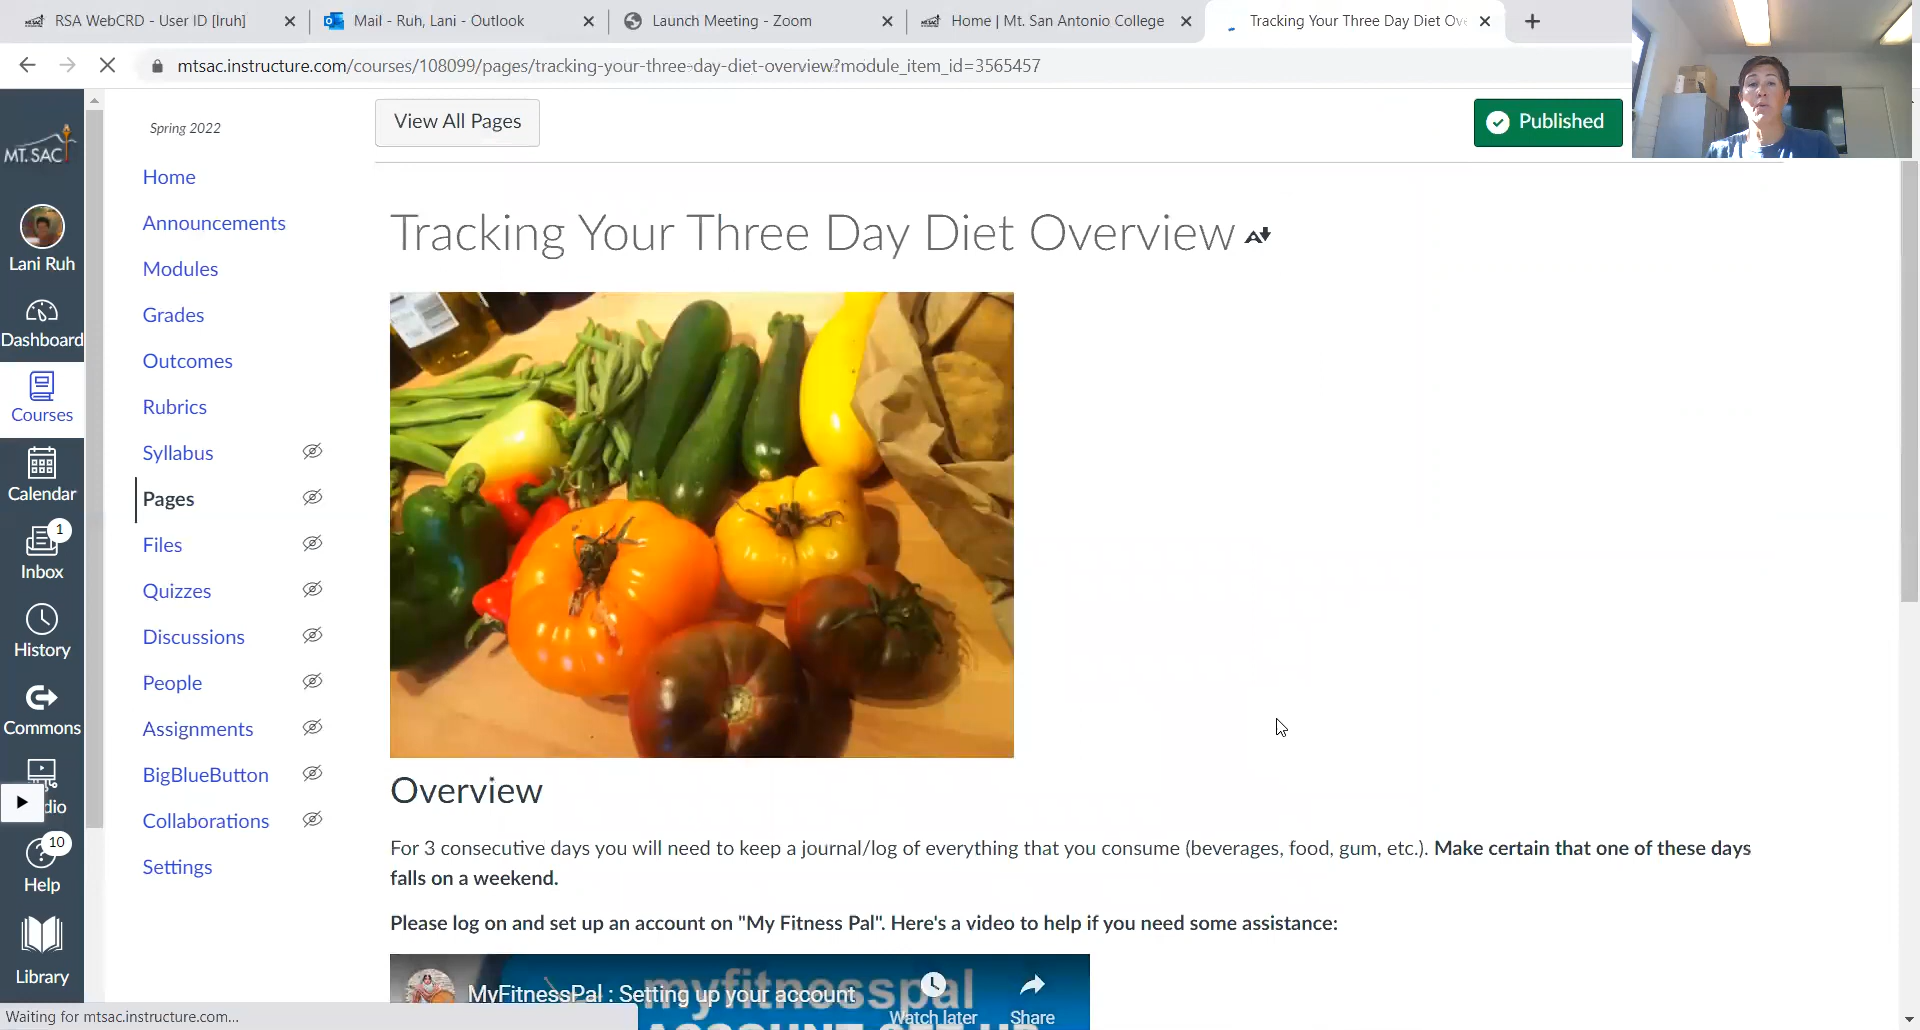 RSA WebCRD - User ID [lruh]
Mail - Ruh, Lani - Outlook
Launch Meeting - Zoom
Home | Mt. San Antonio College
Tracking Your Three Day Diet Ov
mtsac.instructure.com/courses/108099/pages/tracking-your-three-day-diet-overview?module_item_id=3565457
MT. SAC
Lani Ruh
Dashboard
Courses
Calendar
1
Inbox
History
Commons
dio
10
Help
Library
Spring 2022
Home
Announcements
Modules
Grades
Outcomes
Rubrics
Syllabus
Pages
Files
Quizzes
Discussions
People
Assignments
BigBlueButton
Collaborations
Settings
View All Pages
Published
Tracking Your Three Day Diet Overview
Overview
For 3 consecutive days you will need to keep a journal/log of everything that you consume (beverages, food, gum, etc.). Make certain that one of these days
falls on a weekend.
Please log on and set up an account on "My Fitness Pal". Here's a video to help if you need some assistance:
MyFitnessPal : Setting up your account
myfitnesspal
Watch later
Share
ACCOUNT SET UP
Waiting for mtsac.instructure.com...